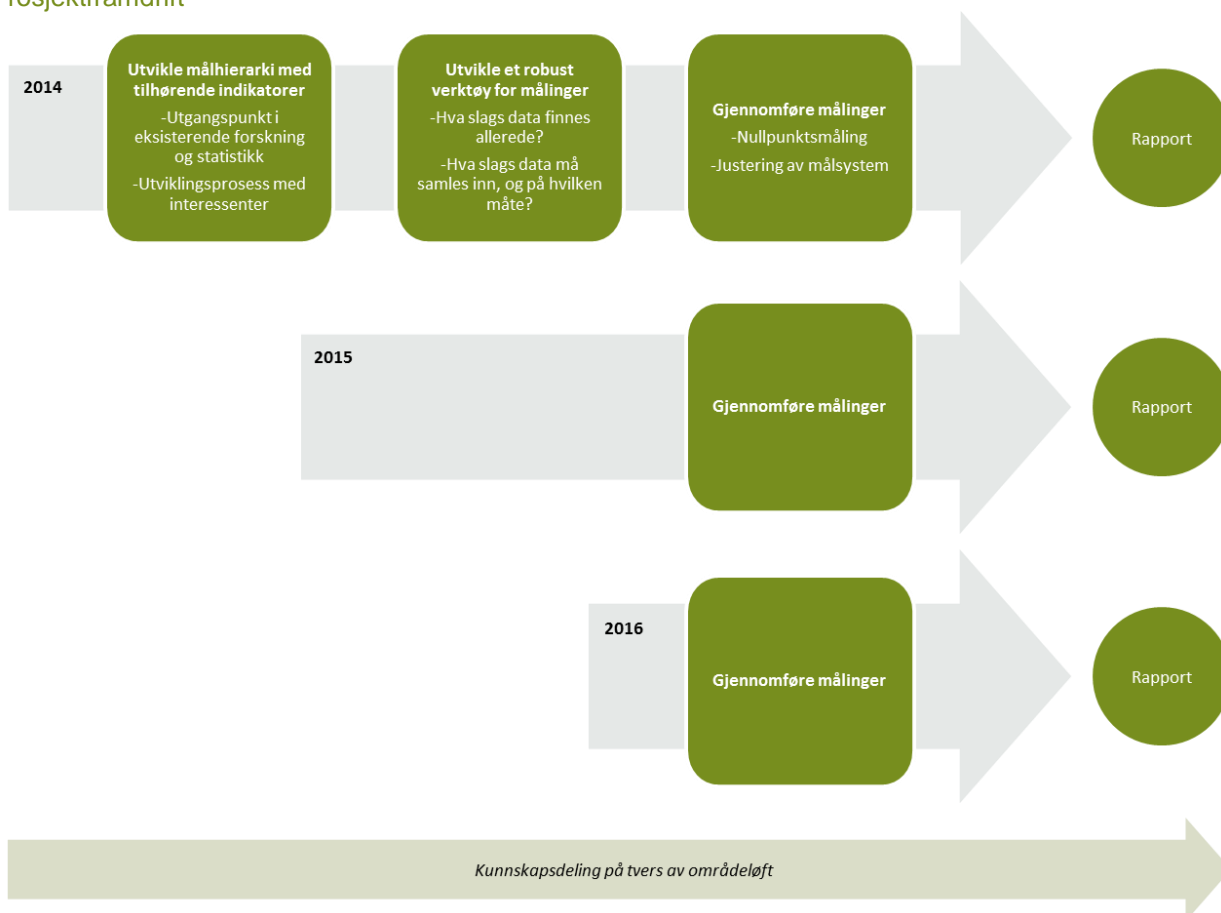 rosjektframdrift
2014
Utvikle målhierarki med
tilhørende indikatorer
-Utgangspunkt i
eksisterende forskning
og statistikk
-Utviklingsprosess med
interessenter
Utvikle et robust
verktøy for målinger
-Hva slags data finnes
allerede?
-Hva slags data må
samles inn, og på hvilken
måte?
Gjennomføre målinger
-Nullpunktsmåling
-Justering av målsystem
Rapport
2015
Gjennomføre målinger
Rapport
2016
Gjennomføre målinger
Rapport
Kunnskapsdeling på tvers av områdeløft